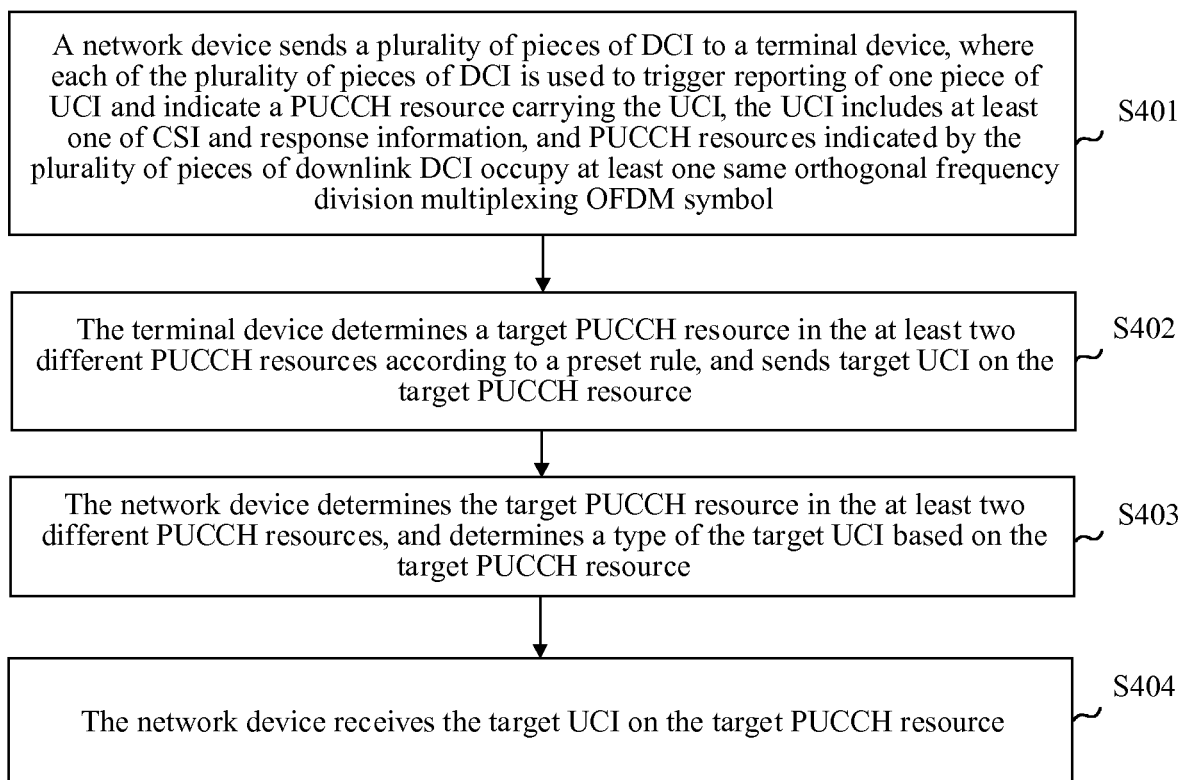 A network device sends a plurality of pieces of DCI to a terminal device, where
each of the plurality of pieces of DCI is used to trigger reporting of one piece of
UCI and indicate a PUCCH resource carrying the UCI, the UCI includes at least
one of CSI and response information, and PUCCH resources indicated by the
plurality of pieces of downlink DCI occupy at least one same orthogonal frequency
division multiplexing OFDM symbol
S401
The terminal device determines a target PUCCH resource in the at least two
different PUCCH resources according to a preset rule, and sends target UCI on the
target PUCCH resource
S402
The network device determines the target PUCCH resource in the at least two
different PUCCH resources, and determines a type of the target UCI based on the
target PUCCH resource
S403
The network device receives the target UCI on the target PUCCH resource
S404